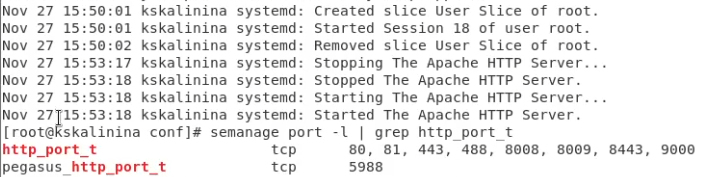 Nov 27 15:50:01 kskalinina systemd: Created slice User Slice of root.
Nov 27 15:50:01 kskalinina systemd: Started Session 18 of user root.
Nov 27 15:50:02 kskalinina systemd: Removed slice User Slice of root.
Nov 27 15:53:17 kskalinina systemd: Stopping The Apache HTTP Server...
Nov 27 15:53:18 kskalinina systemd: Stopped The Apache HTTP Server.
Nov 27 15:53:18 kskalinina systemd: Starting The Apache HTTP Server...
Nov 27 15:53:18 kskalinina systemd: Started The Apache HTTP Server.
[root@kskalinina conf]# semanage port -l | grep http_port_t
http_port_t tcp 80, 81, 443, 488, 8008, 8009, 8443, 9000
pegasus_http_port_t tcp 5988